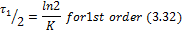 τ₁/2 = ln2/K for1st order (3.32)